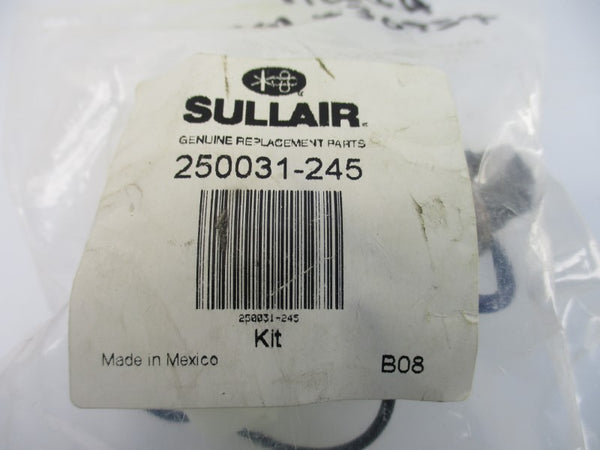 SULLAIR
GENUINE REPLACEMENT PARTS
250031-245
250031-245
Kit
Made in Mexico
B08